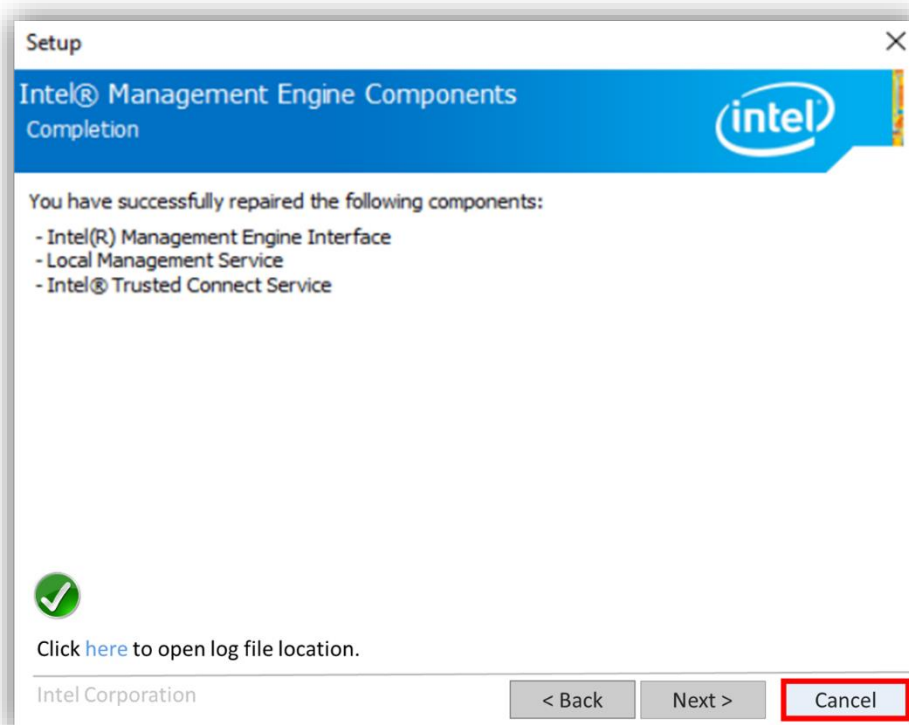 Setup
Intel® Management Engine Components
Completion
intel
You have successfully repaired the following components:
- Intel(R) Management Engine Interface
- Local Management Service
- Intel® Trusted Connect Service
Click here to open log file location.
Intel Corporation
< Back Next > Cancel